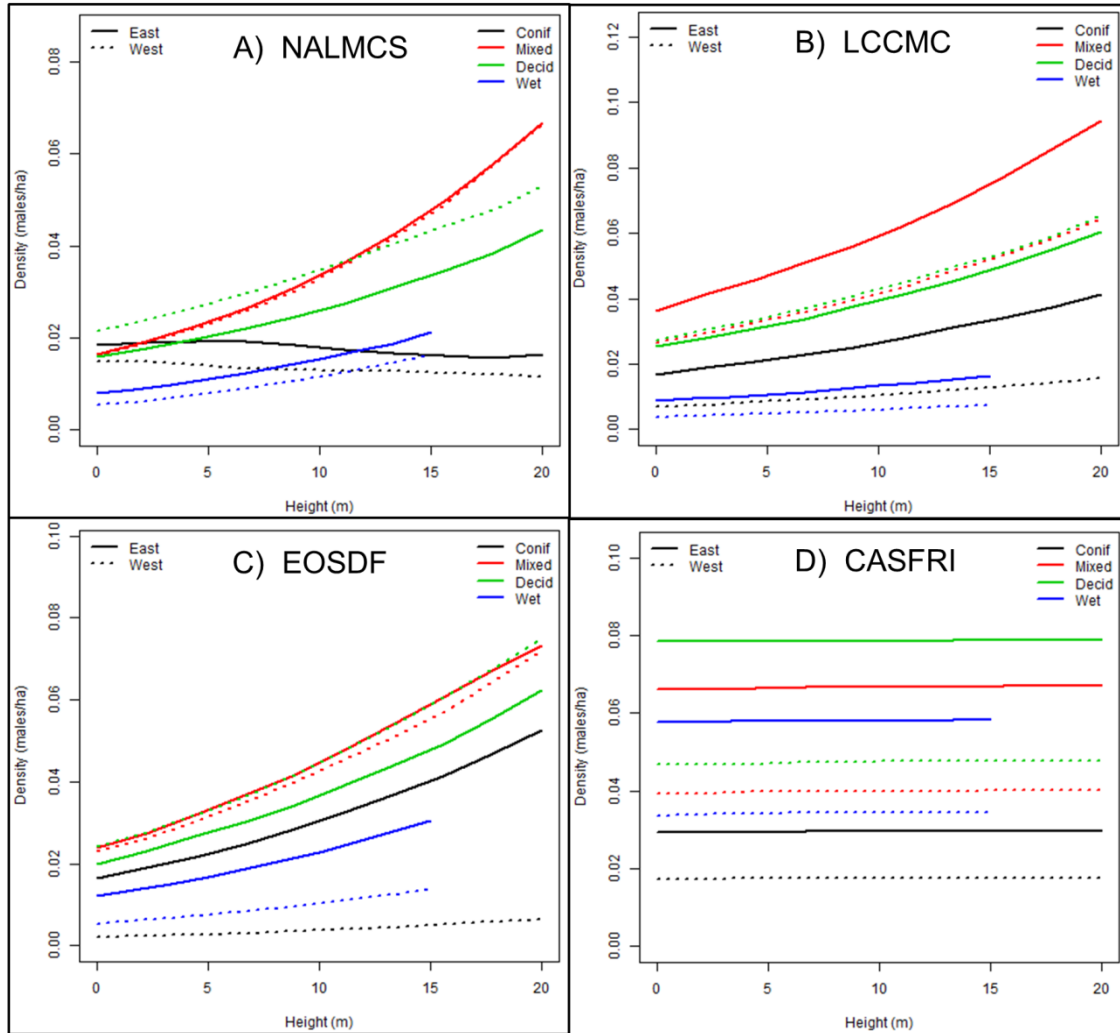 A) NALMCS
East
West
Conif
Mixed
Decid
Wet
Density (males/ha)
0.00
0.02
0.04
0.06
0.08
0 5 10 15 20
Height (m)
B) LCCMC
East
West
Conif
Mixed
Decid
Wet
Density (males/ha)
0.00
0.02
0.04
0.06
0.08
0.10
0.12
0 5 10 15 20
Height (m)
C) EOSDF
East
West
Conif
Mixed
Decid
Wet
Density (males/ha)
0.00
0.02
0.04
0.06
0.08
0.10
0 5 10 15 20
Height (m)
D) CASFRI
East
West
Conif
Mixed
Decid
Wet
Density (males/ha)
0.00
0.02
0.04
0.06
0.08
0.10
0 5 10 15 20
Height (m)